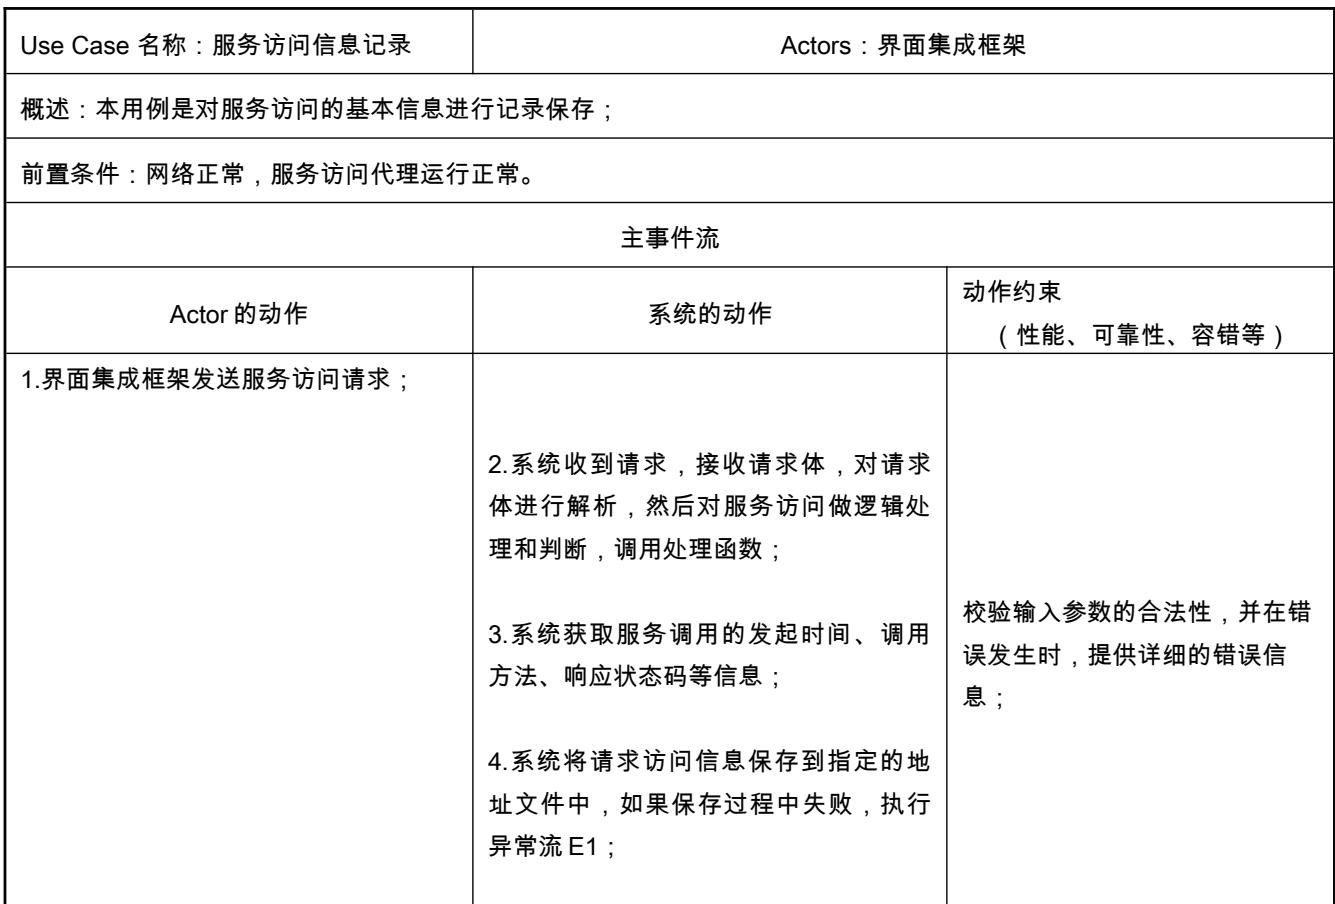 Use Case 名称：服务访问信息记录
Actors：界面集成框架
概述：本用例是对服务访问的基本信息进行记录保存；
前置条件：网络正常，服务访问代理运行正常。
主事件流
Actor 的动作
系统的动作
动作约束
（性能、可靠性、容错等）
1.界面集成框架发送服务访问请求；
2.系统收到请求，接收请求体，对请求
体进行解析，然后对服务访问做逻辑处
理和判断，调用处理函数；
3.系统获取服务调用的发起时间、调用
方法、响应状态码等信息；
4.系统将请求访问信息保存到指定的地
址文件中，如果保存过程中失败，执行
异常流 E1；
校验输入参数的合法性，并在错
误发生时，提供详细的错误信
息；